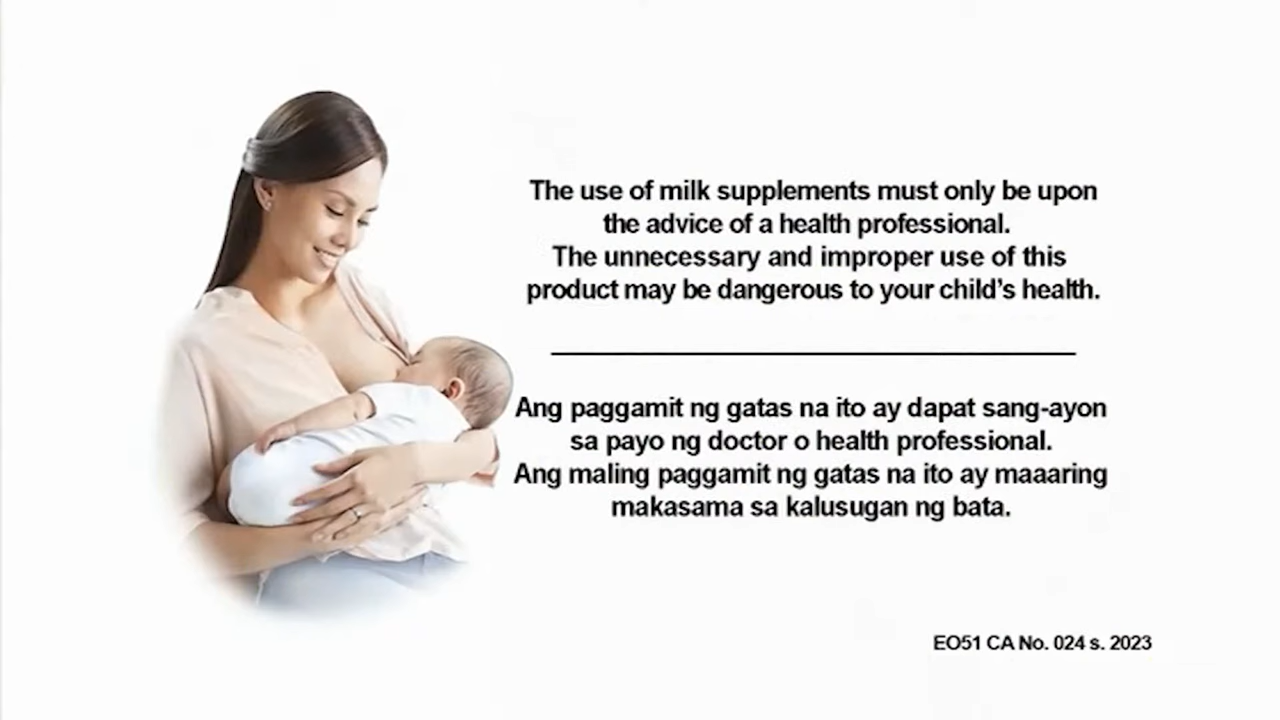 The use of milk supplements must only be upon
the advice of a health professional.
The unnecessary and improper use of this
product may be dangerous to your child's health.
Ang paggamit ng gatas na ito ay dapat sang-ayon
sa payo ng doctor o health professional.
Ang maling paggamit ng gatas na ito ay maaaring
makasama sa kalusugan ng bata.
EO51 CA No. 024 s. 2023